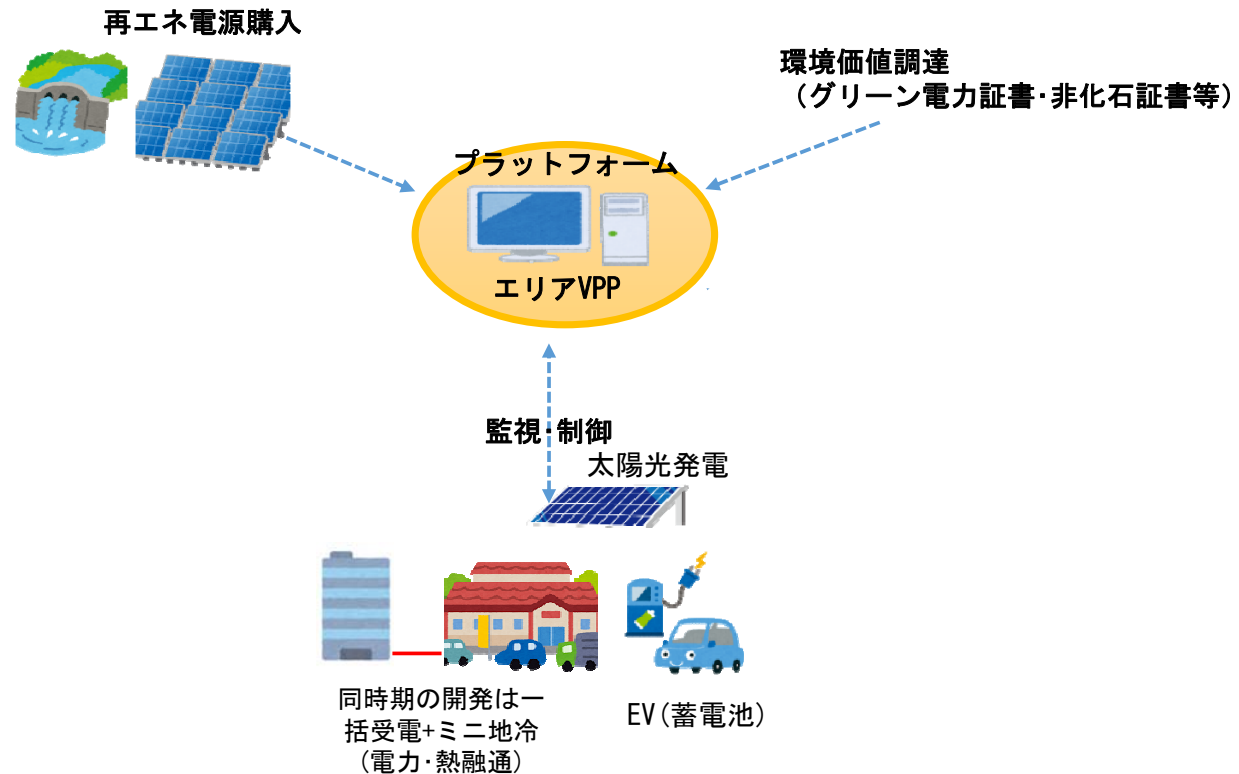 再エネ電源購入
環境価値調達
（グリーン電力証書・非化石証書等）
プラットフォーム
エリアVPP
監視・制御
太陽光発電
同時期の開発は一
括受電+ミニ地冷
(電力・熱融通)
EV(蓄電池)